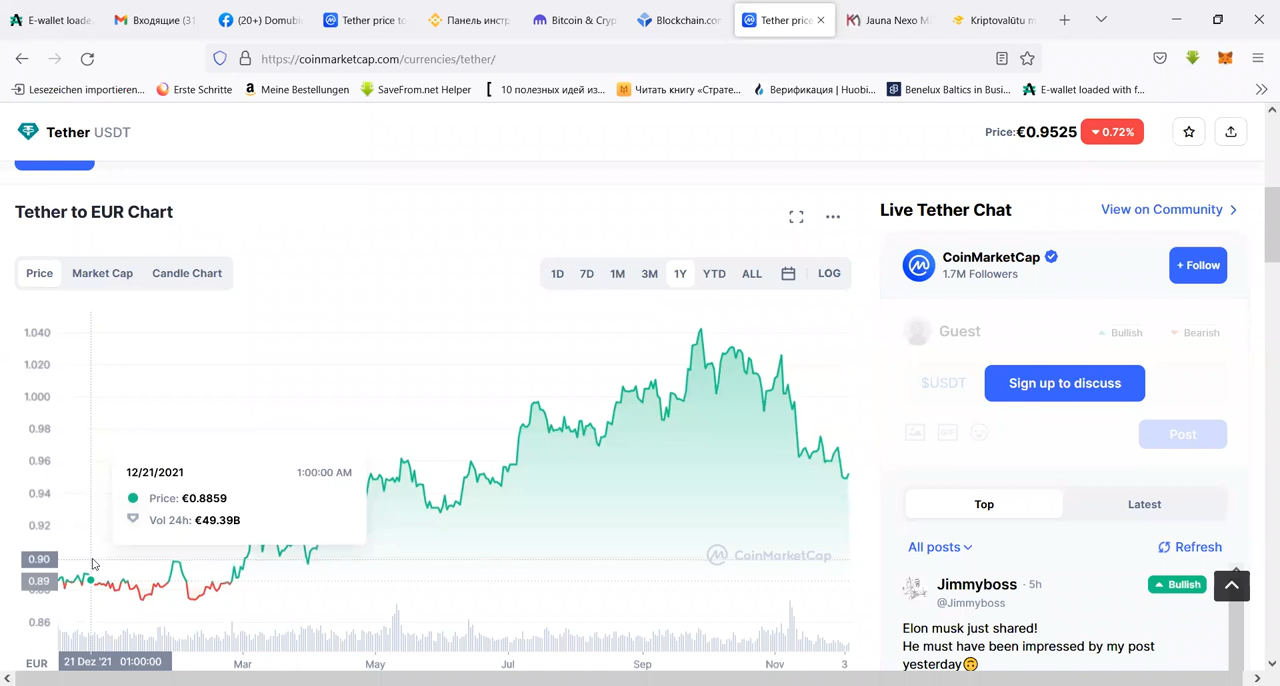 E-wallet loade
Входящие (31
(20+) Domubi
Tether price to
Панель инстр
Bitcoin & Cryp
Blockchain.com
Tether price
Jauna Nexo M
Kriptovalūtu m
https://coinmarketcap.com/currencies/tether/
Lesezeichen importieren...
Erste Schritte
Meine Bestellungen
SaveFrom.net Helper
10 полезных идей из...
Читать книгу «Страте...
Верификация | Huobi...
Benelux Baltics in Busi...
E-wallet loaded with f...
Tether USDT
Price: €0.9525
0.72%
Tether to EUR Chart
Price
Market Cap
Candle Chart
1D
7D
1M
3M
1Y
YTD
ALL
LOG
1.040
1.020
1.000
0.98
0.96
0.94
0.92
0.90
0.89
0.86
12/21/2021
1:00:00 AM
Price: €0.8859
Vol 24h: €49.39B
CoinMarketCap
EUR
21 Dez '21 01:00:00
Mar
May
Jul
Sep
Nov
3
Live Tether Chat
View on Community
CoinMarketCap
1.7M Followers
+ Follow
Guest
Bullish
Bearish
$USDT
Sign up to discuss
GIF
Post
Top
Latest
All posts
Refresh
Jimmyboss · 5h
@Jimmyboss
Bullish
Elon musk just shared!
He must have been impressed by my post
yesterday🙃